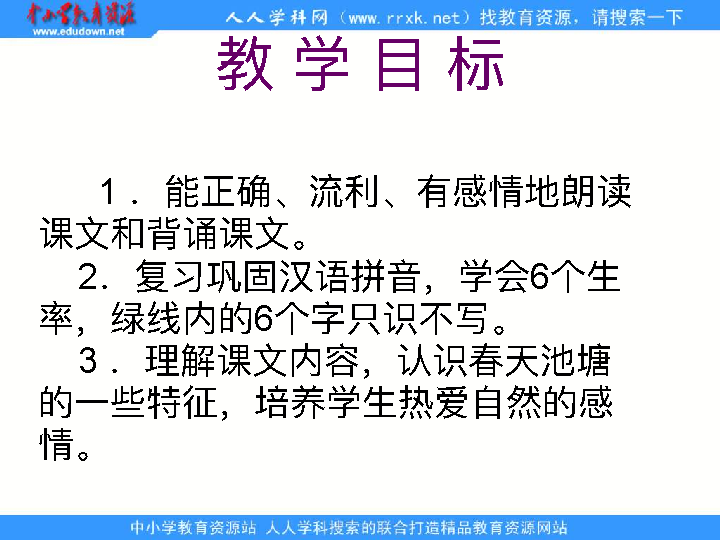 中小学教育资源
www.edudown.net
人人学科网（www.rrxk.net）找教育资源，请搜索一下
教 学 目 标
1． 能正确、流利、有感情地朗读
课文和背诵课文。
2．复习巩固汉语拼音，学会6个生
率，绿线内的6个字只识不写。
3． 理解课文内容，认识春天池塘
的一些特征，培养学生热爱自然的感
情。
中小学教育资源站 人人学科搜索的联合打造精品教育资源网站